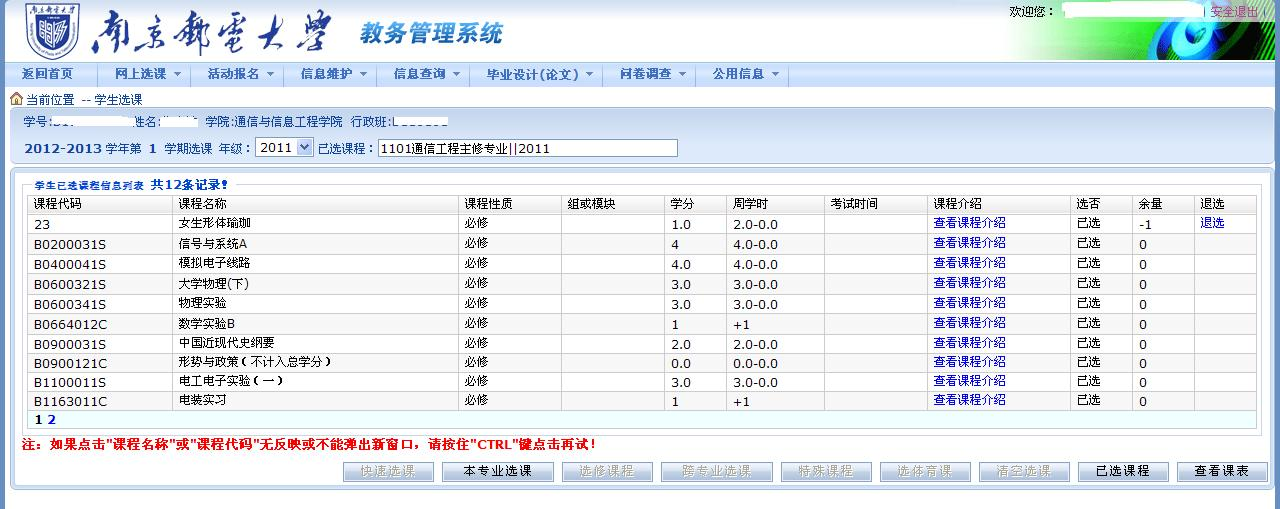 南京邮电大学 教务管理系统 欢迎您： | 安全退出
返回首页 网上选课 活动报名 信息维护 信息查询 毕业设计(论文) 问卷调查 公用信息
当前位置 -- 学生选课
学号: 姓名: 学院:通信与信息工程学院 行政班:
2012-2013 学年第 1 学期选课 年级： 2011 已选课程： 1101通信工程主修专业||2011
学生已选课程信息列表 共12条记录!
课程代码 课程名称 课程性质 组或模块 学分 周学时 考试时间 课程介绍 选否 余量 退选
23 女生形体瑜珈 必修 1.0 2.0-0.0 查看课程介绍 已选 -1 退选
B0200031S 信号与系统A 必修 4 4.0-0.0 查看课程介绍 已选 0
B0400041S 模拟电子线路 必修 4.0 4.0-0.0 查看课程介绍 已选 0
B0600321S 大学物理(下) 必修 3.0 3.0-0.0 查看课程介绍 已选 0
B0600341S 物理实验 必修 3.0 3.0-0.0 查看课程介绍 已选 0
B0664012C 数学实验B 必修 1 +1 查看课程介绍 已选 0
B0900031S 中国近现代史纲要 必修 2.0 2.0-0.0 查看课程介绍 已选 0
B0900121C 形势与政策（不计入总学分） 必修 0.0 0.0-0.0 查看课程介绍 已选 0
B1100011S 电工电子实验（一） 必修 3.0 3.0-0.0 查看课程介绍 已选 0
B1163011C 电装实习 必修 1 +1 查看课程介绍 已选 0
1 2
注：如果点击"课程名称"或"课程代码"无反映或不能弹出新窗口，请按住"CTRL"键点击再试！
快速选课 本专业选课 选修课程 跨专业选课 特殊课程 选体育课 清空选课 已选课程 查看课表